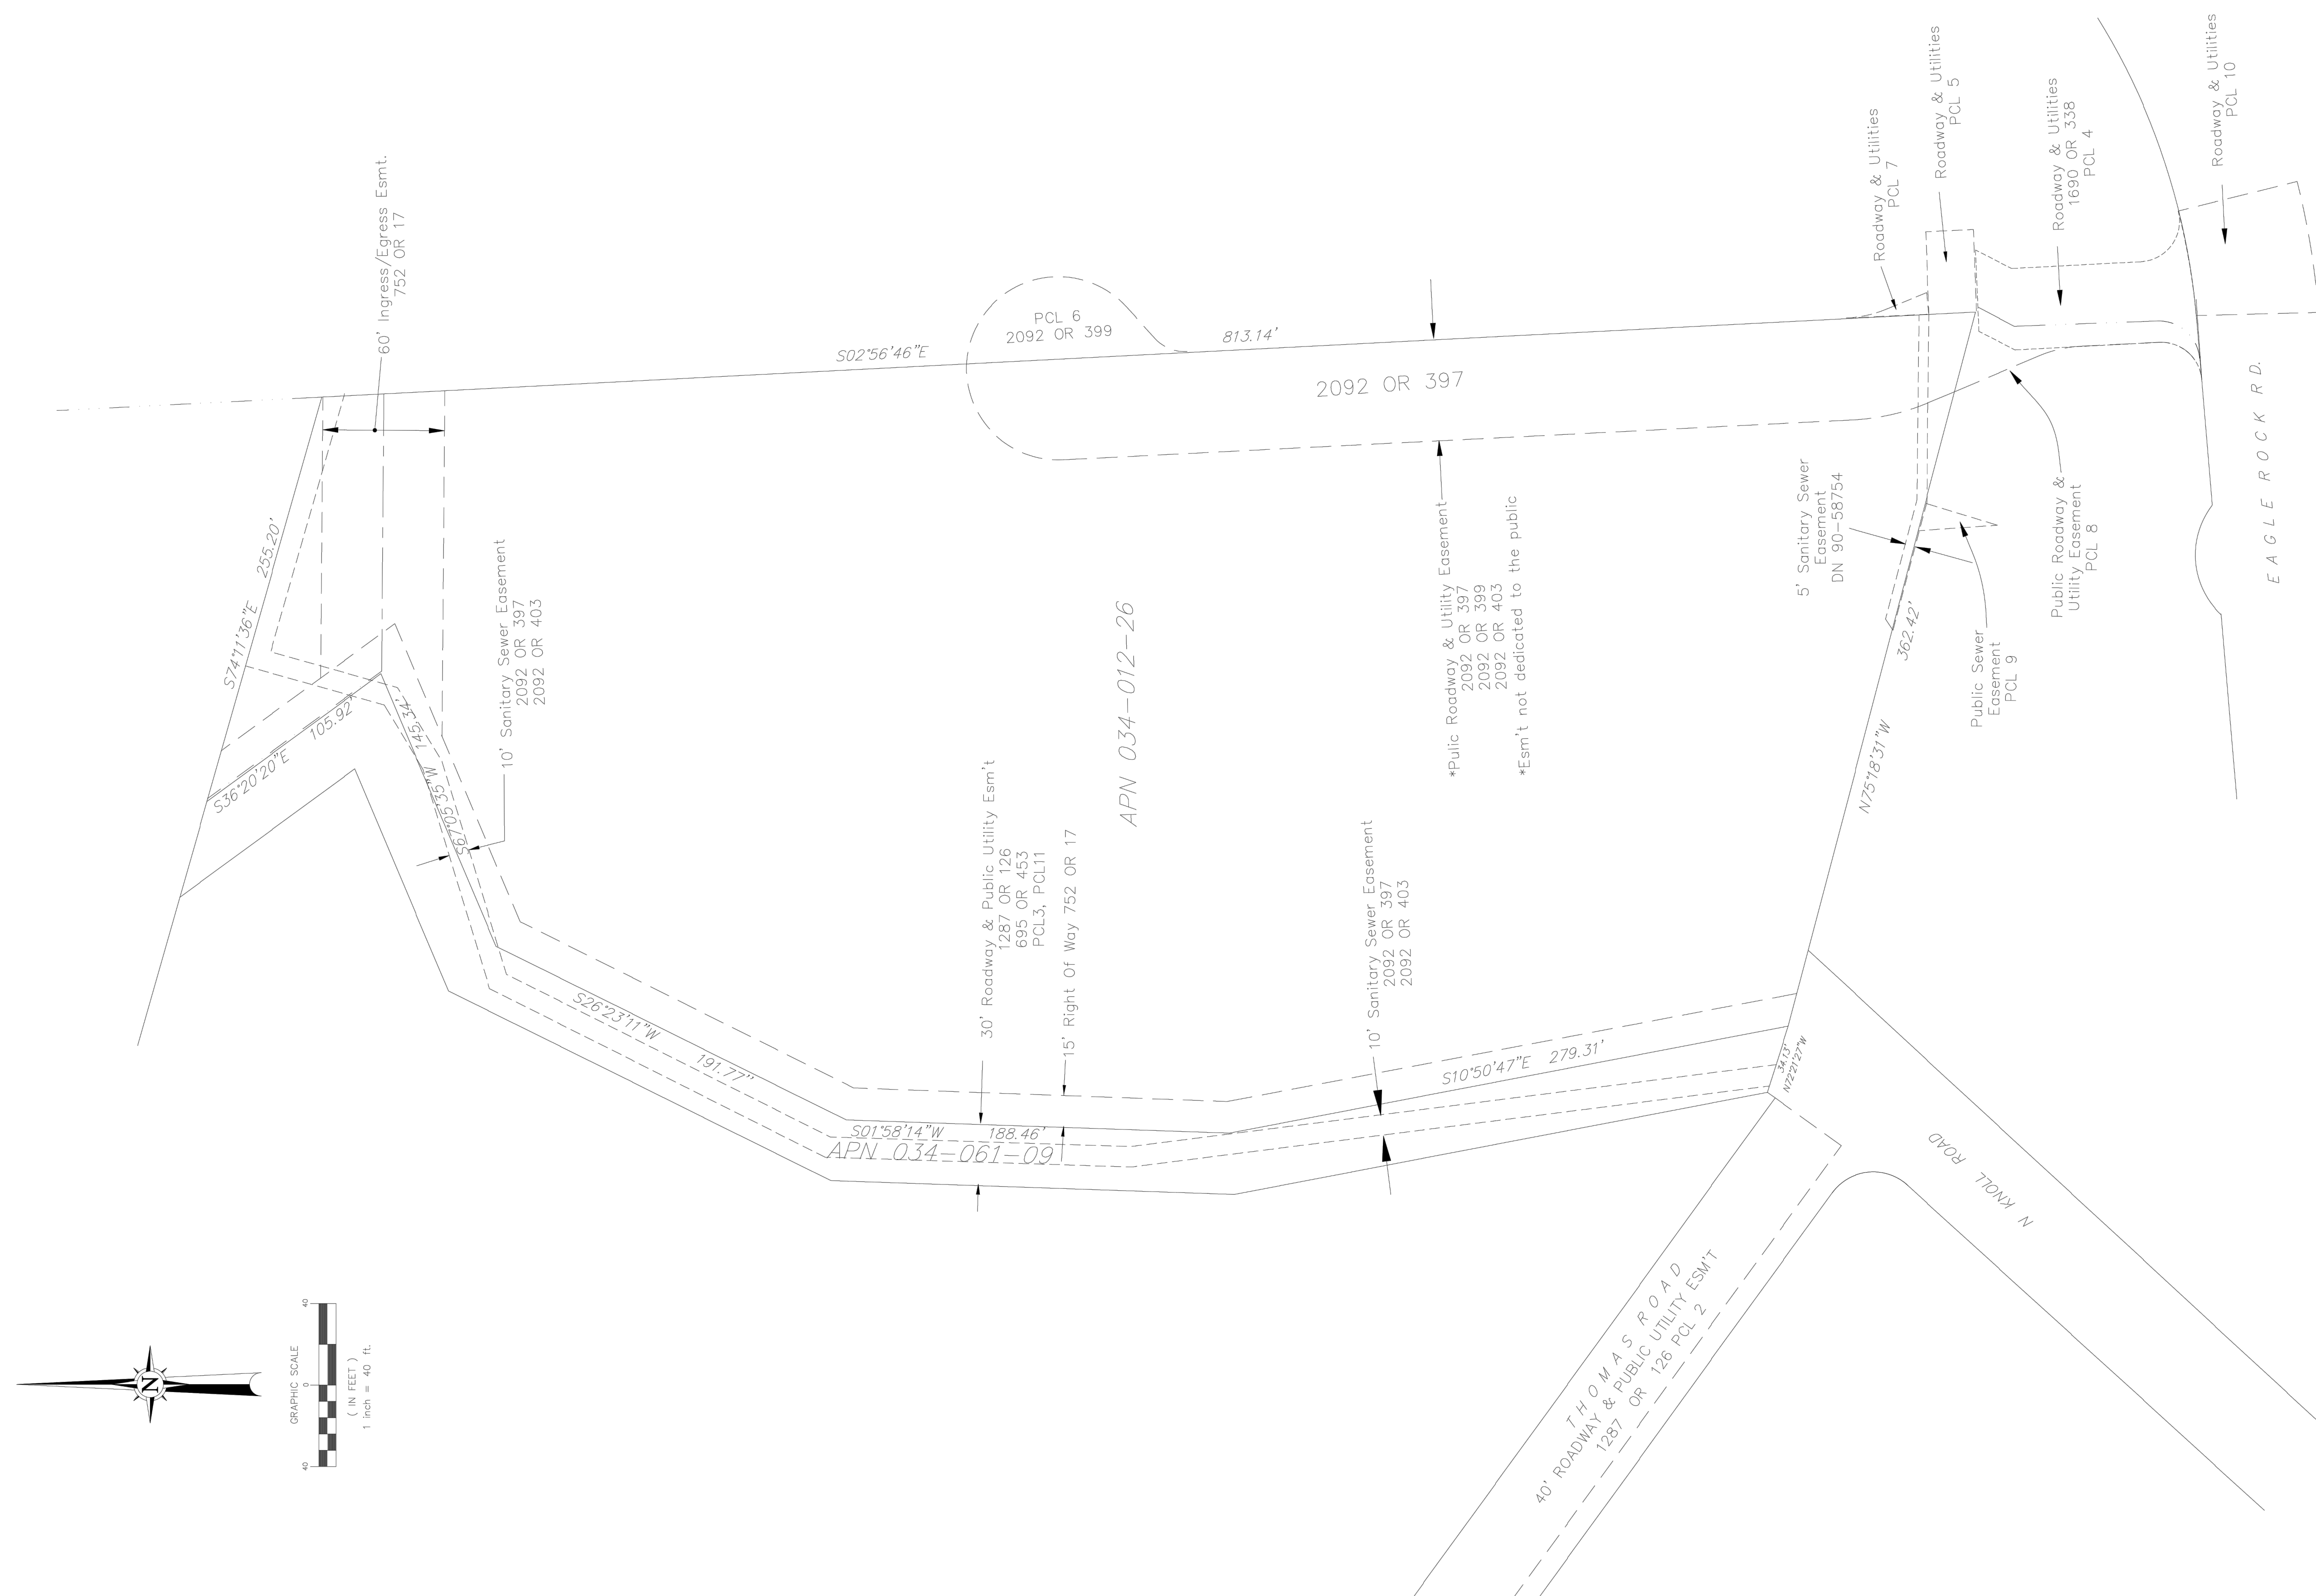 60' Ingress/Egress Esmt.
752 OR 17
S02°56'46"E
PCL 6
2092 OR 399
813.14'
2092 OR 397
Roadway & Utilities
PCL 7
Roadway & Utilities
PCL 5
Roadway & Utilities
1690 OR 338
PCL 4
Roadway & Utilities
PCL 10
EAGLE ROCK RD.
S74°11'36"E
255.20'
S36°20'20"E
105.92'
145.34'
S67°05'35"W
10' Sanitary Sewer Easement
2092 OR 397
2092 OR 403
APN 034-012-26
*Pulic Roadway & Utility Easement
2092 OR 397
2092 OR 399
2092 OR 403
*Esm't not dedicated to the public
5' Sanitary Sewer
Easement
DN 90-58754
Public Roadway &
Utility Easement
PCL 8
Public Sewer
Easement
PCL 9
362.42'
N75°18'31"W
30' Roadway & Public Utility Esm't
1287 OR 126
695 OR 453
PCL3, PCL11
15' Right Of Way 752 OR 17
10' Sanitary Sewer Easement
2092 OR 397
2092 OR 403
S26°23'11"W
191.77''
S01°58'14"W
188.46'
APN 034-061-09
S10°50'47"E
279.31'
34.13'
N72°21'27"W
N KNOLL ROAD
THOMAS ROAD
40' ROADWAY & PUBLIC UTILITY ESM'T
1287 OR 126 PCL 2
N
GRAPHIC SCALE
40
0
40
( IN FEET )
1 inch = 40 ft.